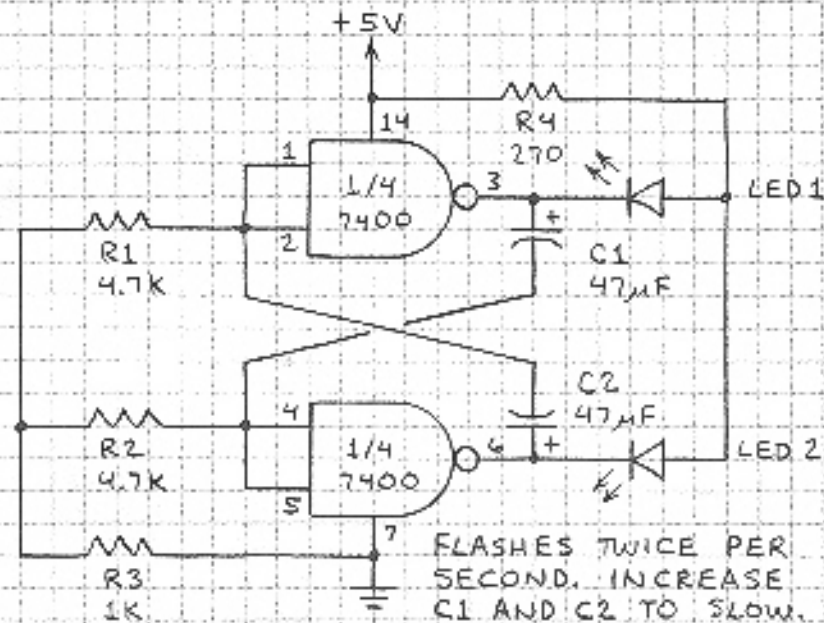 +5V
14
R4
270
1
1/4
7400
3
LED 1
2
R1
4.7K
+
C1
47µF
C2
47µF
4
1/4
7400
6
+
LED 2
R2
4.7K
5
7
R3
1K
FLASHES TWICE PER
SECOND. INCREASE
C1 AND C2 TO SLOW.